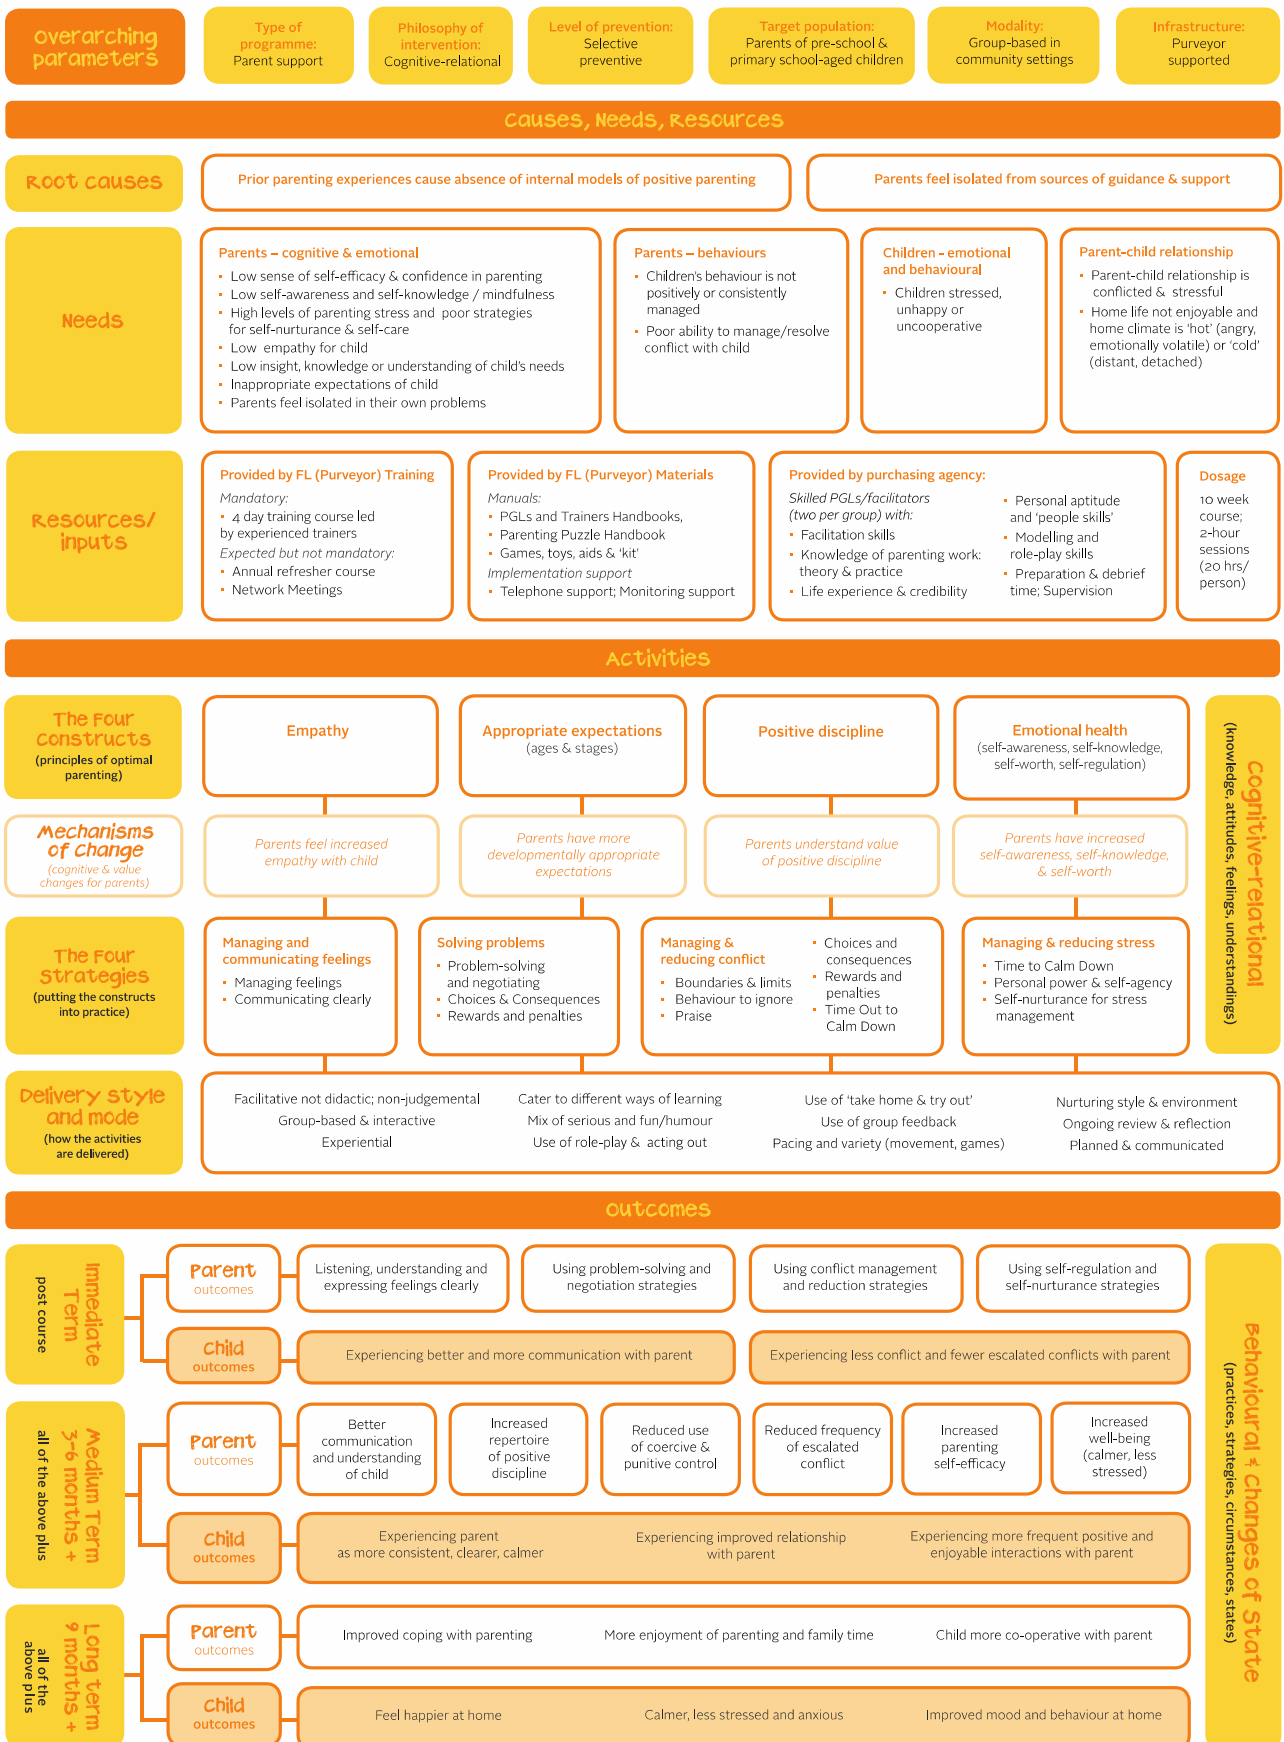 Overarching
parameters
Type of
programme:
Parent support
Philosophy of
intervention:
Cognitive-relational
Level of prevention:
Selective
preventive
Target population:
Parents of pre-school &
primary school-aged children
Modality:
Group-based in
community settings
Infrastructure:
Purveyor
supported
Causes, Needs, Resources
Root causes
Prior parenting experiences cause absence of internal models of positive parenting
Parents feel isolated from sources of guidance & support
Needs
Parents – cognitive & emotional
▪ Low sense of self-efficacy & confidence in parenting
▪ Low self-awareness and self-knowledge / mindfulness
▪ High levels of parenting stress and poor strategies
for self-nurturance & self-care
▪ Low empathy for child
▪ Low insight, knowledge or understanding of child's needs
▪ Inappropriate expectations of child
▪ Parents feel isolated in their own problems
Parents – behaviours
▪ Children's behaviour is not
positively or consistently
managed
▪ Poor ability to manage/resolve
conflict with child
Children - emotional
and behavioural
▪ Children stressed,
unhappy or
uncooperative
Parent-child relationship
▪ Parent-child relationship is
conflicted & stressful
▪ Home life not enjoyable and
home climate is 'hot' (angry,
emotionally volatile) or 'cold'
(distant, detached)
Resources/
inputs
Provided by FL (Purveyor) Training
Mandatory:
▪ 4 day training course led
by experienced trainers
Expected but not mandatory:
▪ Annual refresher course
▪ Network Meetings
Provided by FL (Purveyor) Materials
Manuals:
▪ PGLs and Trainers Handbooks,
▪ Parenting Puzzle Handbook
▪ Games, toys, aids & 'kit'
Implementation support
▪ Telephone support; Monitoring support
Provided by purchasing agency:
Skilled PGLs/facilitators
(two per group) with:
▪ Facilitation skills
▪ Knowledge of parenting work:
theory & practice
▪ Life experience & credibility
▪ Personal aptitude
and 'people skills'
▪ Modelling and
role-play skills
▪ Preparation & debrief
time; Supervision
Dosage
10 week
course;
2-hour
sessions
(20 hrs/
person)
Activities
The Four
Constructs
(principles of optimal
parenting)
Empathy
Appropriate expectations
(ages & stages)
Positive discipline
Emotional health
(self-awareness, self-knowledge,
self-worth, self-regulation)
Cognitive-relational
(knowledge, attitudes, feelings, understandings)
Mechanisms
of change
(cognitive & value
changes for parents)
Parents feel increased
empathy with child
Parents have more
developmentally appropriate
expectations
Parents understand value
of positive discipline
Parents have increased
self-awareness, self-knowledge,
& self-worth
The Four
Strategies
(putting the constructs
into practice)
Managing and
communicating feelings
▪ Managing feelings
▪ Communicating clearly
Solving problems
▪ Problem-solving
and negotiating
▪ Choices & Consequences
▪ Rewards and penalties
Managing &
reducing conflict
▪ Boundaries & limits
▪ Behaviour to ignore
▪ Praise
▪ Choices and
consequences
▪ Rewards and
penalties
▪ Time Out to
Calm Down
Managing & reducing stress
▪ Time to Calm Down
▪ Personal power & self-agency
▪ Self-nurturance for stress
management
Delivery style
and mode
(how the activities
are delivered)
Facilitative not didactic; non-judgemental
Group-based & interactive
Experiential
Cater to different ways of learning
Mix of serious and fun/humour
Use of role-play & acting out
Use of 'take home & try out'
Use of group feedback
Pacing and variety (movement, games)
Nurturing style & environment
Ongoing review & reflection
Planned & communicated
Outcomes
Immediate
Term
post course
Parent
outcomes
Listening, understanding and
expressing feelings clearly
Using problem-solving and
negotiation strategies
Using conflict management
and reduction strategies
Using self-regulation and
self-nurturance strategies
Child
outcomes
Experiencing better and more communication with parent
Experiencing less conflict and fewer escalated conflicts with parent
Behavioural & Changes of State
(practices, strategies, circumstances, states)
Medium Term
3-6 months +
all of the above plus
Parent
outcomes
Better
communication
and understanding
of child
Increased
repertoire
of positive
discipline
Reduced use
of coercive &
punitive control
Reduced frequency
of escalated
conflict
Increased
parenting
self-efficacy
Increased
well-being
(calmer, less
stressed)
Child
outcomes
Experiencing parent
as more consistent, clearer, calmer
Experiencing improved relationship
with parent
Experiencing more frequent positive and
enjoyable interactions with parent
Long term
9 months +
all of the
above plus
Parent
outcomes
Improved coping with parenting
More enjoyment of parenting and family time
Child more co-operative with parent
Child
outcomes
Feel happier at home
Calmer, less stressed and anxious
Improved mood and behaviour at home